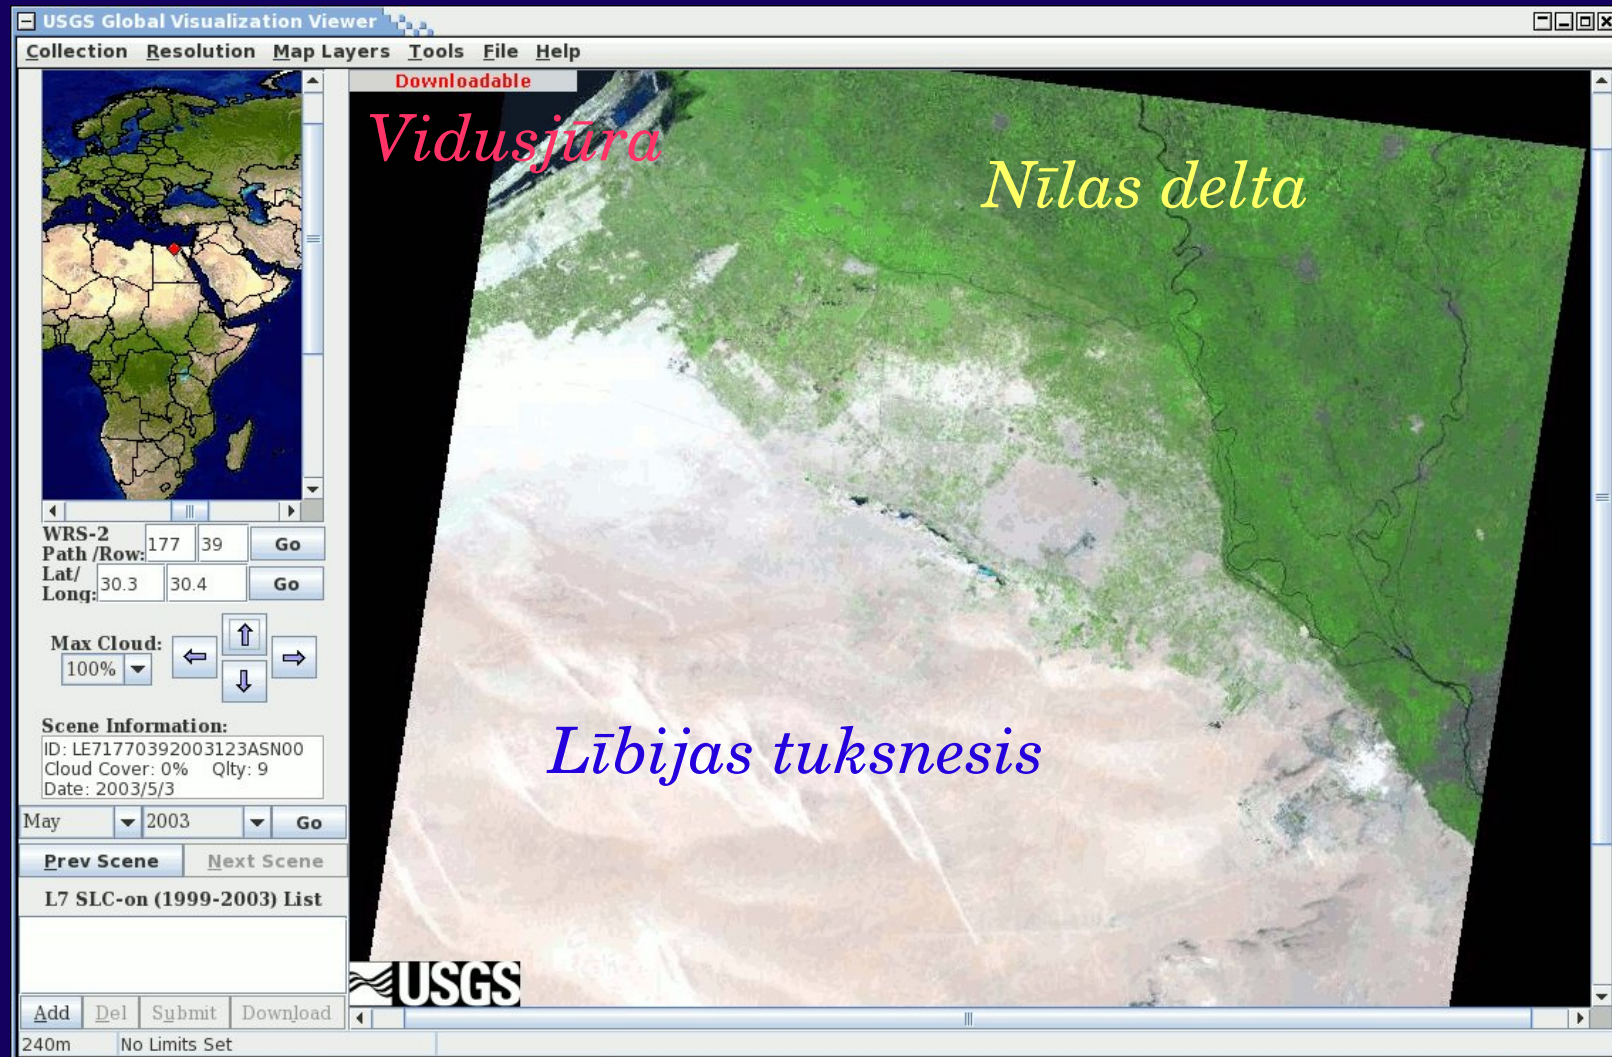 USGS Global Visualization Viewer
Collection Resolution Map Layers Tools File Help
Downloadable
Vidusjūra
Nīlas delta
Lībijas tuksnesis
WRS-2
Path /Row: 177 39 Go
Lat/
Long: 30.3 30.4 Go
Max Cloud:
100%
Scene Information:
ID: LE71770392003123ASN00
Cloud Cover: 0% Qlty: 9
Date: 2003/5/3
May 2003 Go
Prev Scene Next Scene
L7 SLC-on (1999-2003) List
USGS
Add Del Submit Download
240m No Limits Set